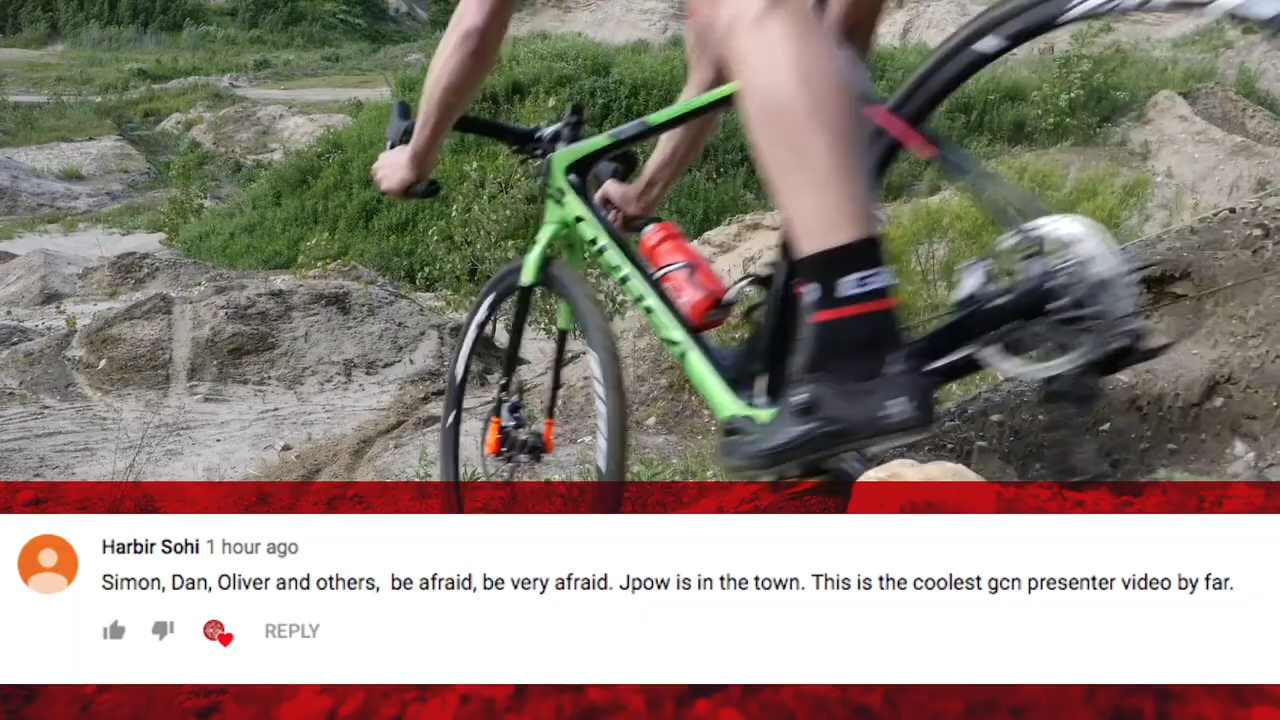 Harbir Sohi 1 hour ago
Simon, Dan, Oliver and others,  be afraid, be very afraid. Jpow is in the town. This is the coolest gcn presenter video by far.
REPLY